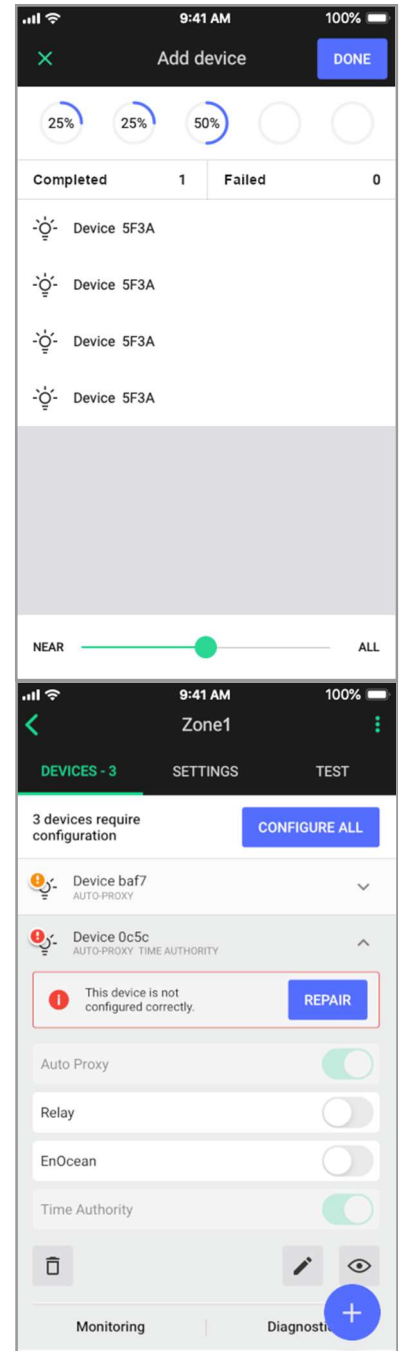 9:41 AM 100%
Add device DONE
25% 25% 50%
Completed 1 Failed 0
Device 5F3A
Device 5F3A
Device 5F3A
Device 5F3A
NEAR ALL
9:41 AM 100%
Zone1
DEVICES - 3 SETTINGS TEST
3 devices require
configuration
CONFIGURE ALL
Device baf7
AUTO-PROXY
Device 0c5c
AUTO-PROXY TIME AUTHORITY
This device is not
configured correctly.
REPAIR
Auto Proxy
Relay
EnOcean
Time Authority
Monitoring Diagnosti